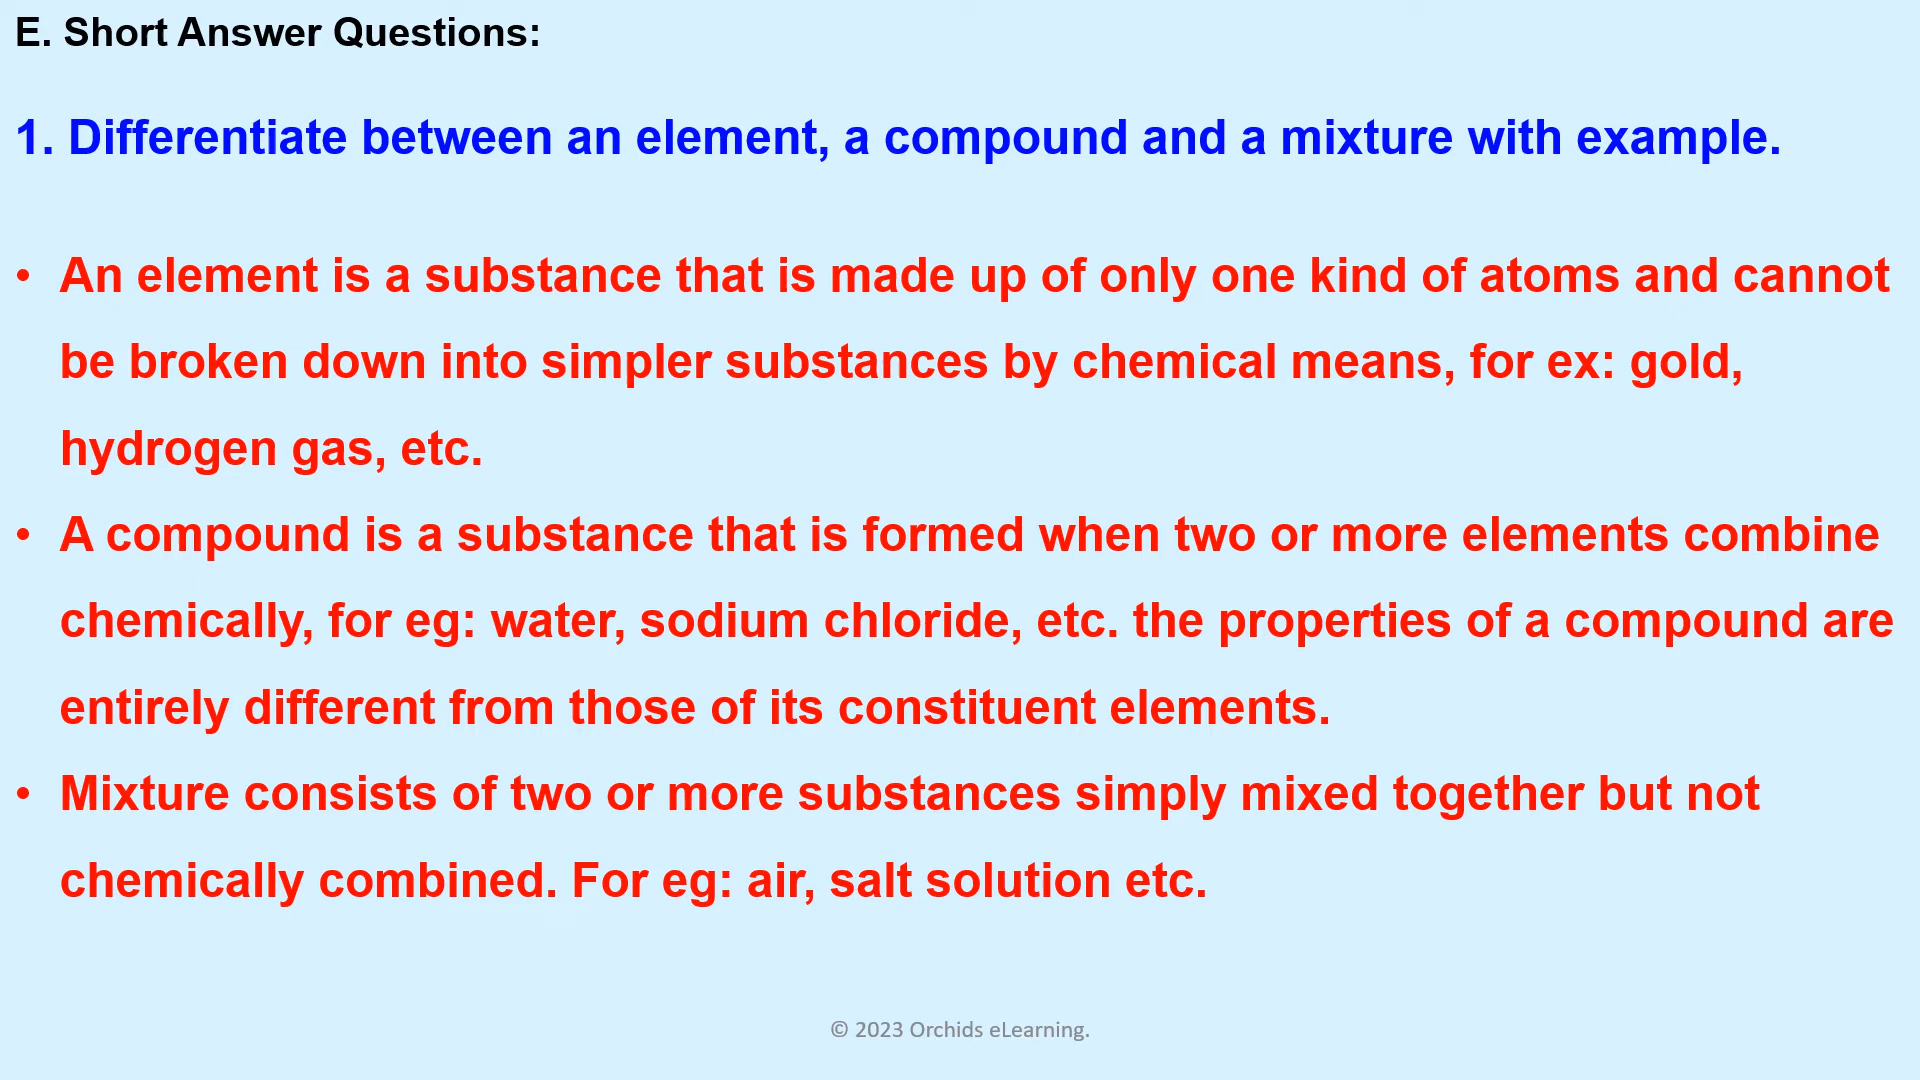 E. Short Answer Questions:
1. Differentiate between an element, a compound and a mixture with example.
• An element is a substance that is made up of only one kind of atoms and cannot
be broken down into simpler substances by chemical means, for ex: gold,
hydrogen gas, etc.
• A compound is a substance that is formed when two or more elements combine
chemically, for eg: water, sodium chloride, etc. the properties of a compound are
entirely different from those of its constituent elements.
• Mixture consists of two or more substances simply mixed together but not
chemically combined. For eg: air, salt solution etc.
© 2023 Orchids eLearning.